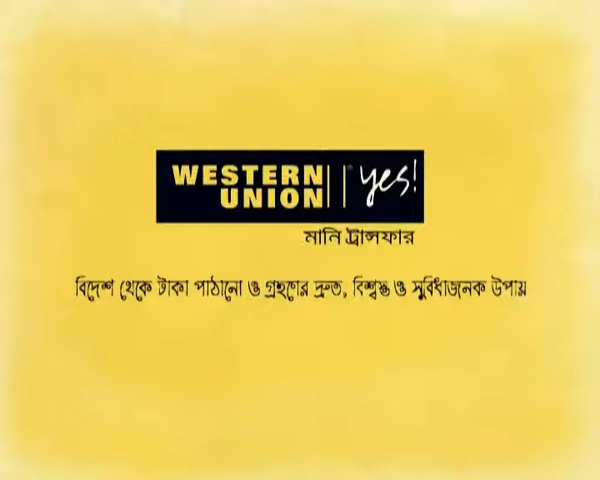 WESTERN
UNION
yes!
মানি ট্রান্সফার
বিদেশ থেকে টাকা পাঠানো ও গ্রহণের দ্রুত, বিশ্বস্ত ও সুবিধাজনক উপায়